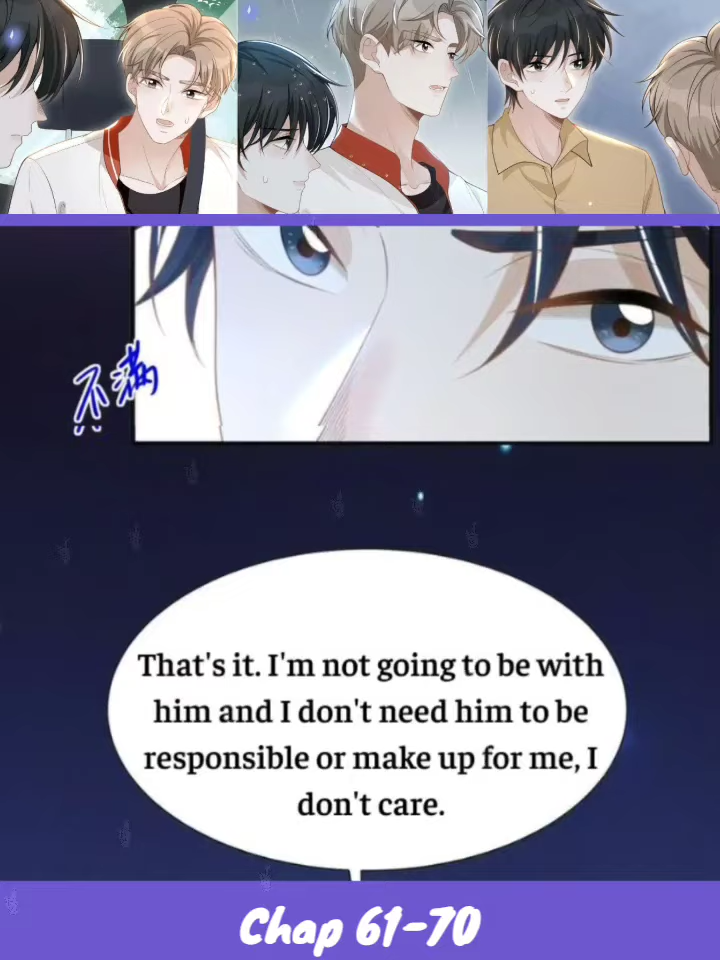 不满
That's it. I'm not going to be with
him and I don't need him to be
responsible or make up for me, I
don't care.
Chap 61-70